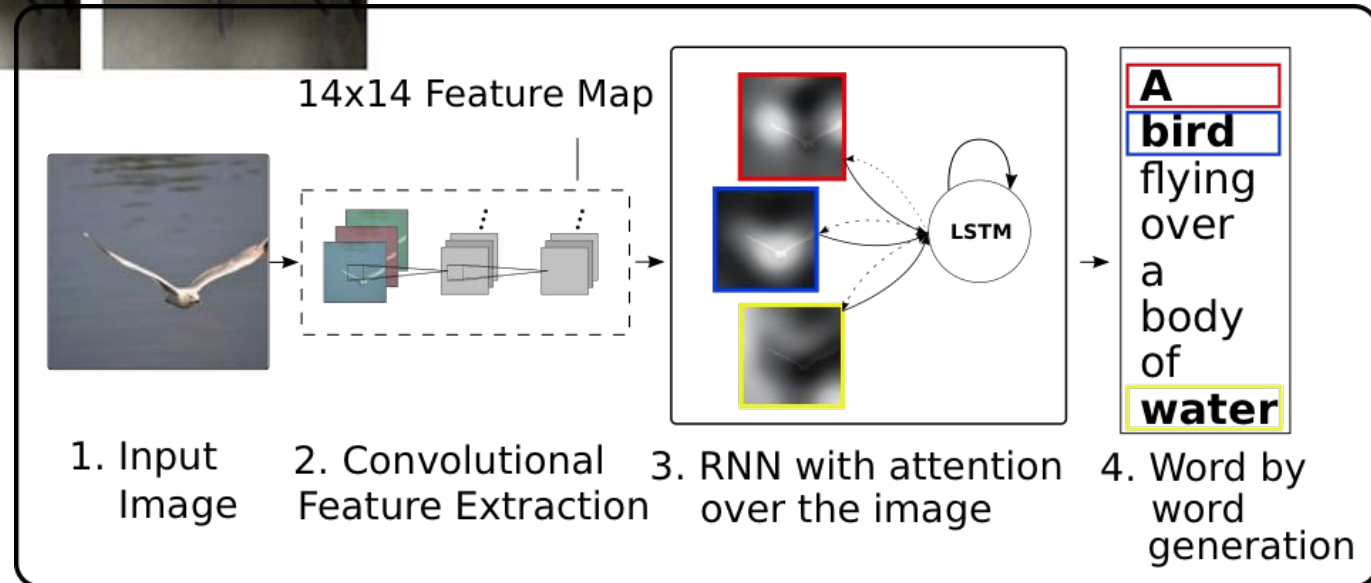 14x14 Feature Map
LSTM
A
bird
flying
over
a
body
of
water
1. Input
Image
2. Convolutional
Feature Extraction
3. RNN with attention
over the image
4. Word by
word
generation